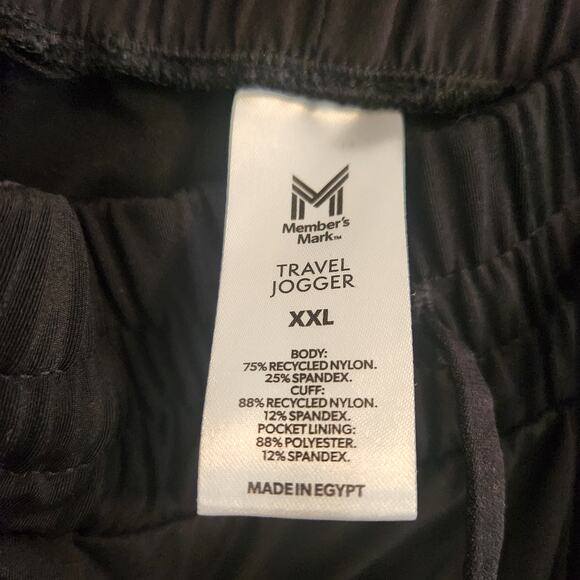 Member's
Mark™
TRAVEL
JOGGER
XXL
BODY:
75% RECYCLED NYLON.
25% SPANDEX.
CUFF:
88% RECYCLED NYLON.
12% SPANDEX.
POCKET LINING:
88% POLYESTER.
12% SPANDEX.
MADE IN EGYPT